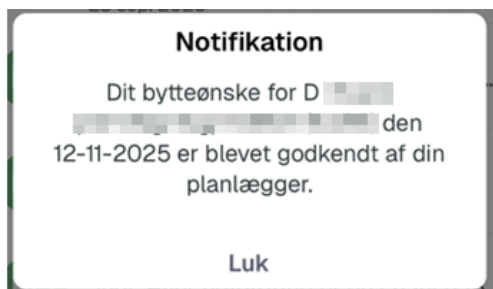 Notifikation
Dit bytteønske for D
den
12-11-2025 er blevet godkendt af din
planlægger.
Luk